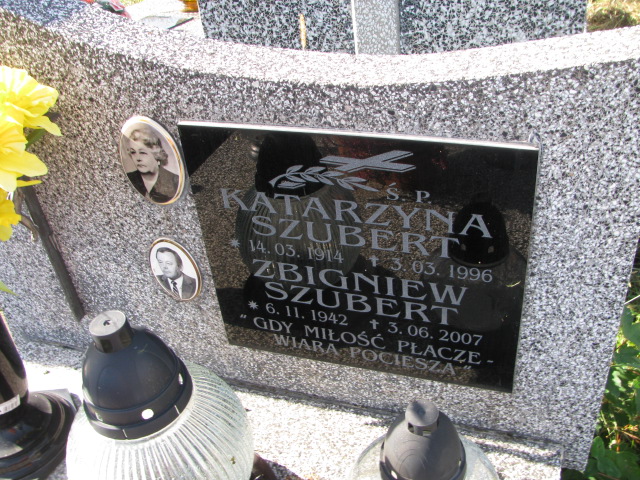 Ś. P.
KATARZYNA
SZUBERT
* 14. 03. 1914 ✝ 3. 03. 1996
ZBIGNIEW
SZUBERT
* 6. 11. 1942 ✝ 3. 06. 2007
„GDY MIŁOŚĆ PŁACZE -
WIARA POCIESZA"